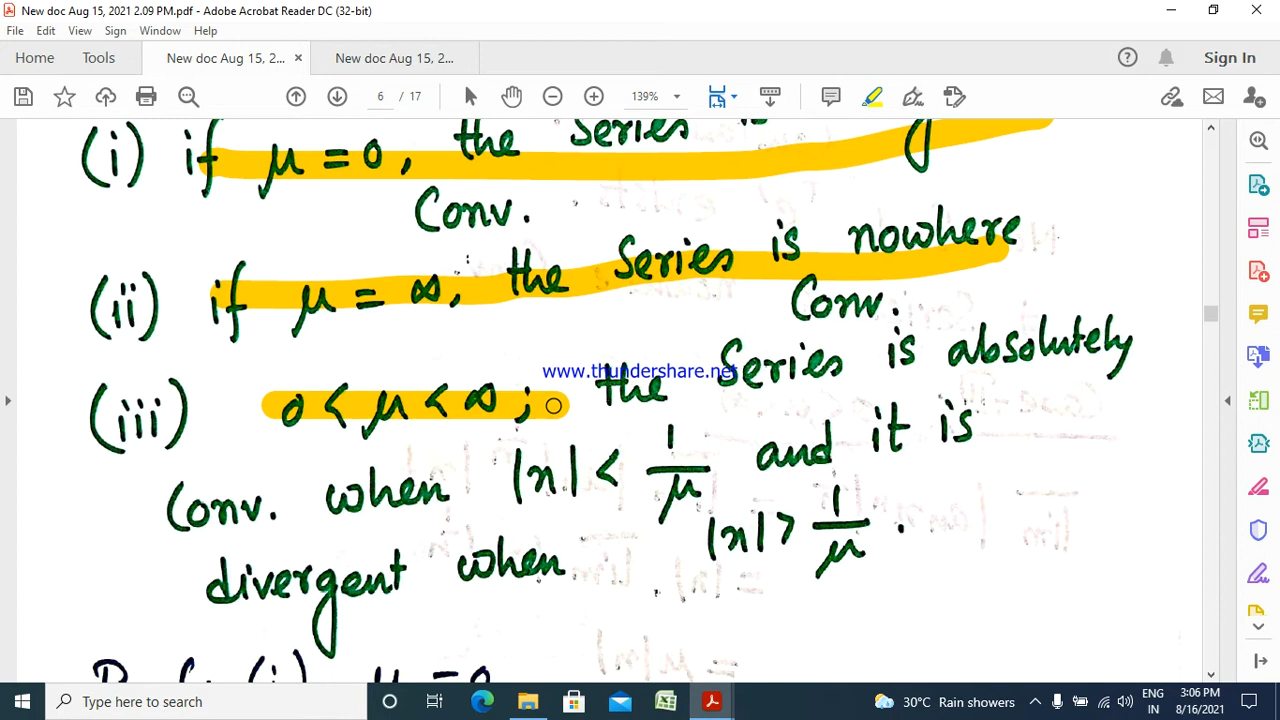 New doc Aug 15, 2021 2.09 PM.pdf - Adobe Acrobat Reader DC (32-bit)
File Edit View Sign Window Help
Home Tools New doc Aug 15, 2... × New doc Aug 15, 2... Sign In
6 / 17 139%
(i) if μ = 0, the Series is
Conv.
(ii) if μ = ∞, the Series is nowhere
Conv.
www.thundershare.net
(iii) 0 < μ < ∞ ; the Series is absolutely
Conv. when |x| < 1/μ and it is
divergent when |x| > 1/μ .
(i) μ = 0
Type here to search
30°C Rain showers
ENG
IN
3:06 PM
8/16/2021